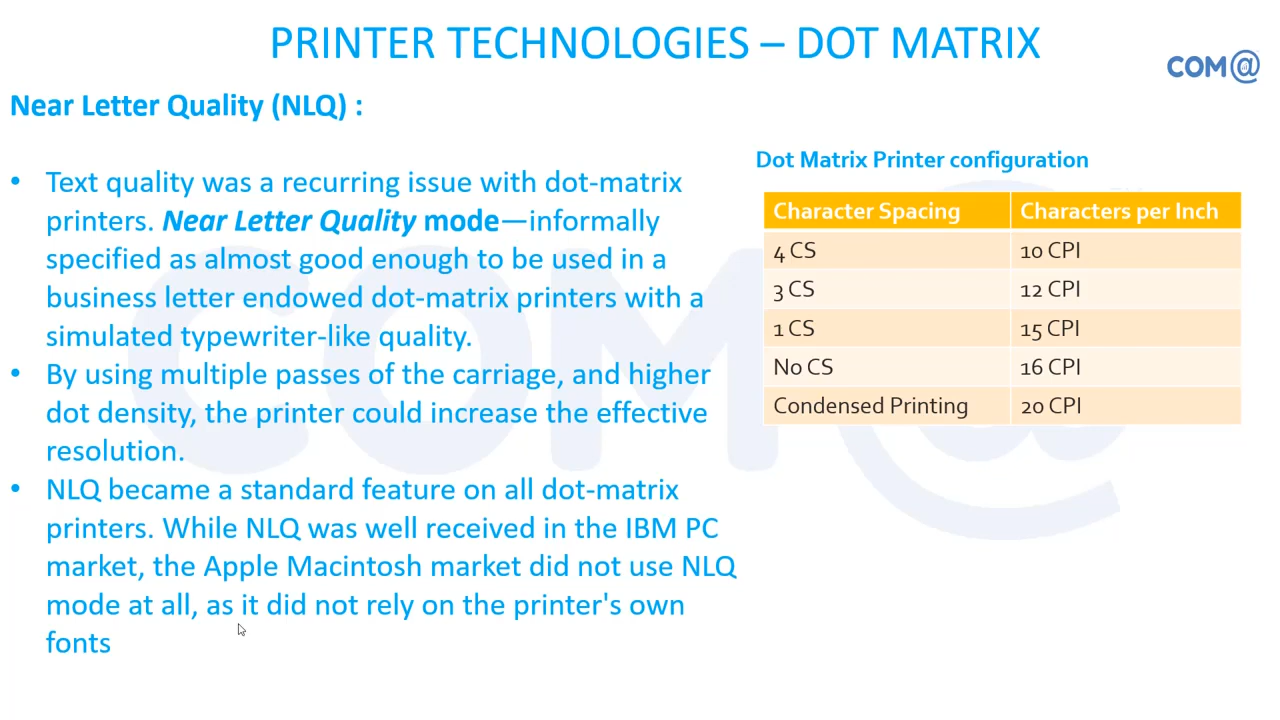 PRINTER TECHNOLOGIES – DOT MATRIX
COM@
Near Letter Quality (NLQ) :
• Text quality was a recurring issue with dot-matrix
printers. Near Letter Quality mode—informally
specified as almost good enough to be used in a
business letter endowed dot-matrix printers with a
simulated typewriter-like quality.
• By using multiple passes of the carriage, and higher
dot density, the printer could increase the effective
resolution.
• NLQ became a standard feature on all dot-matrix
printers. While NLQ was well received in the IBM PC
market, the Apple Macintosh market did not use NLQ
mode at all, as it did not rely on the printer's own
fonts
Dot Matrix Printer configuration
Character Spacing Characters per Inch
4 CS 10 CPI
3 CS 12 CPI
1 CS 15 CPI
No CS 16 CPI
Condensed Printing 20 CPI
COM@